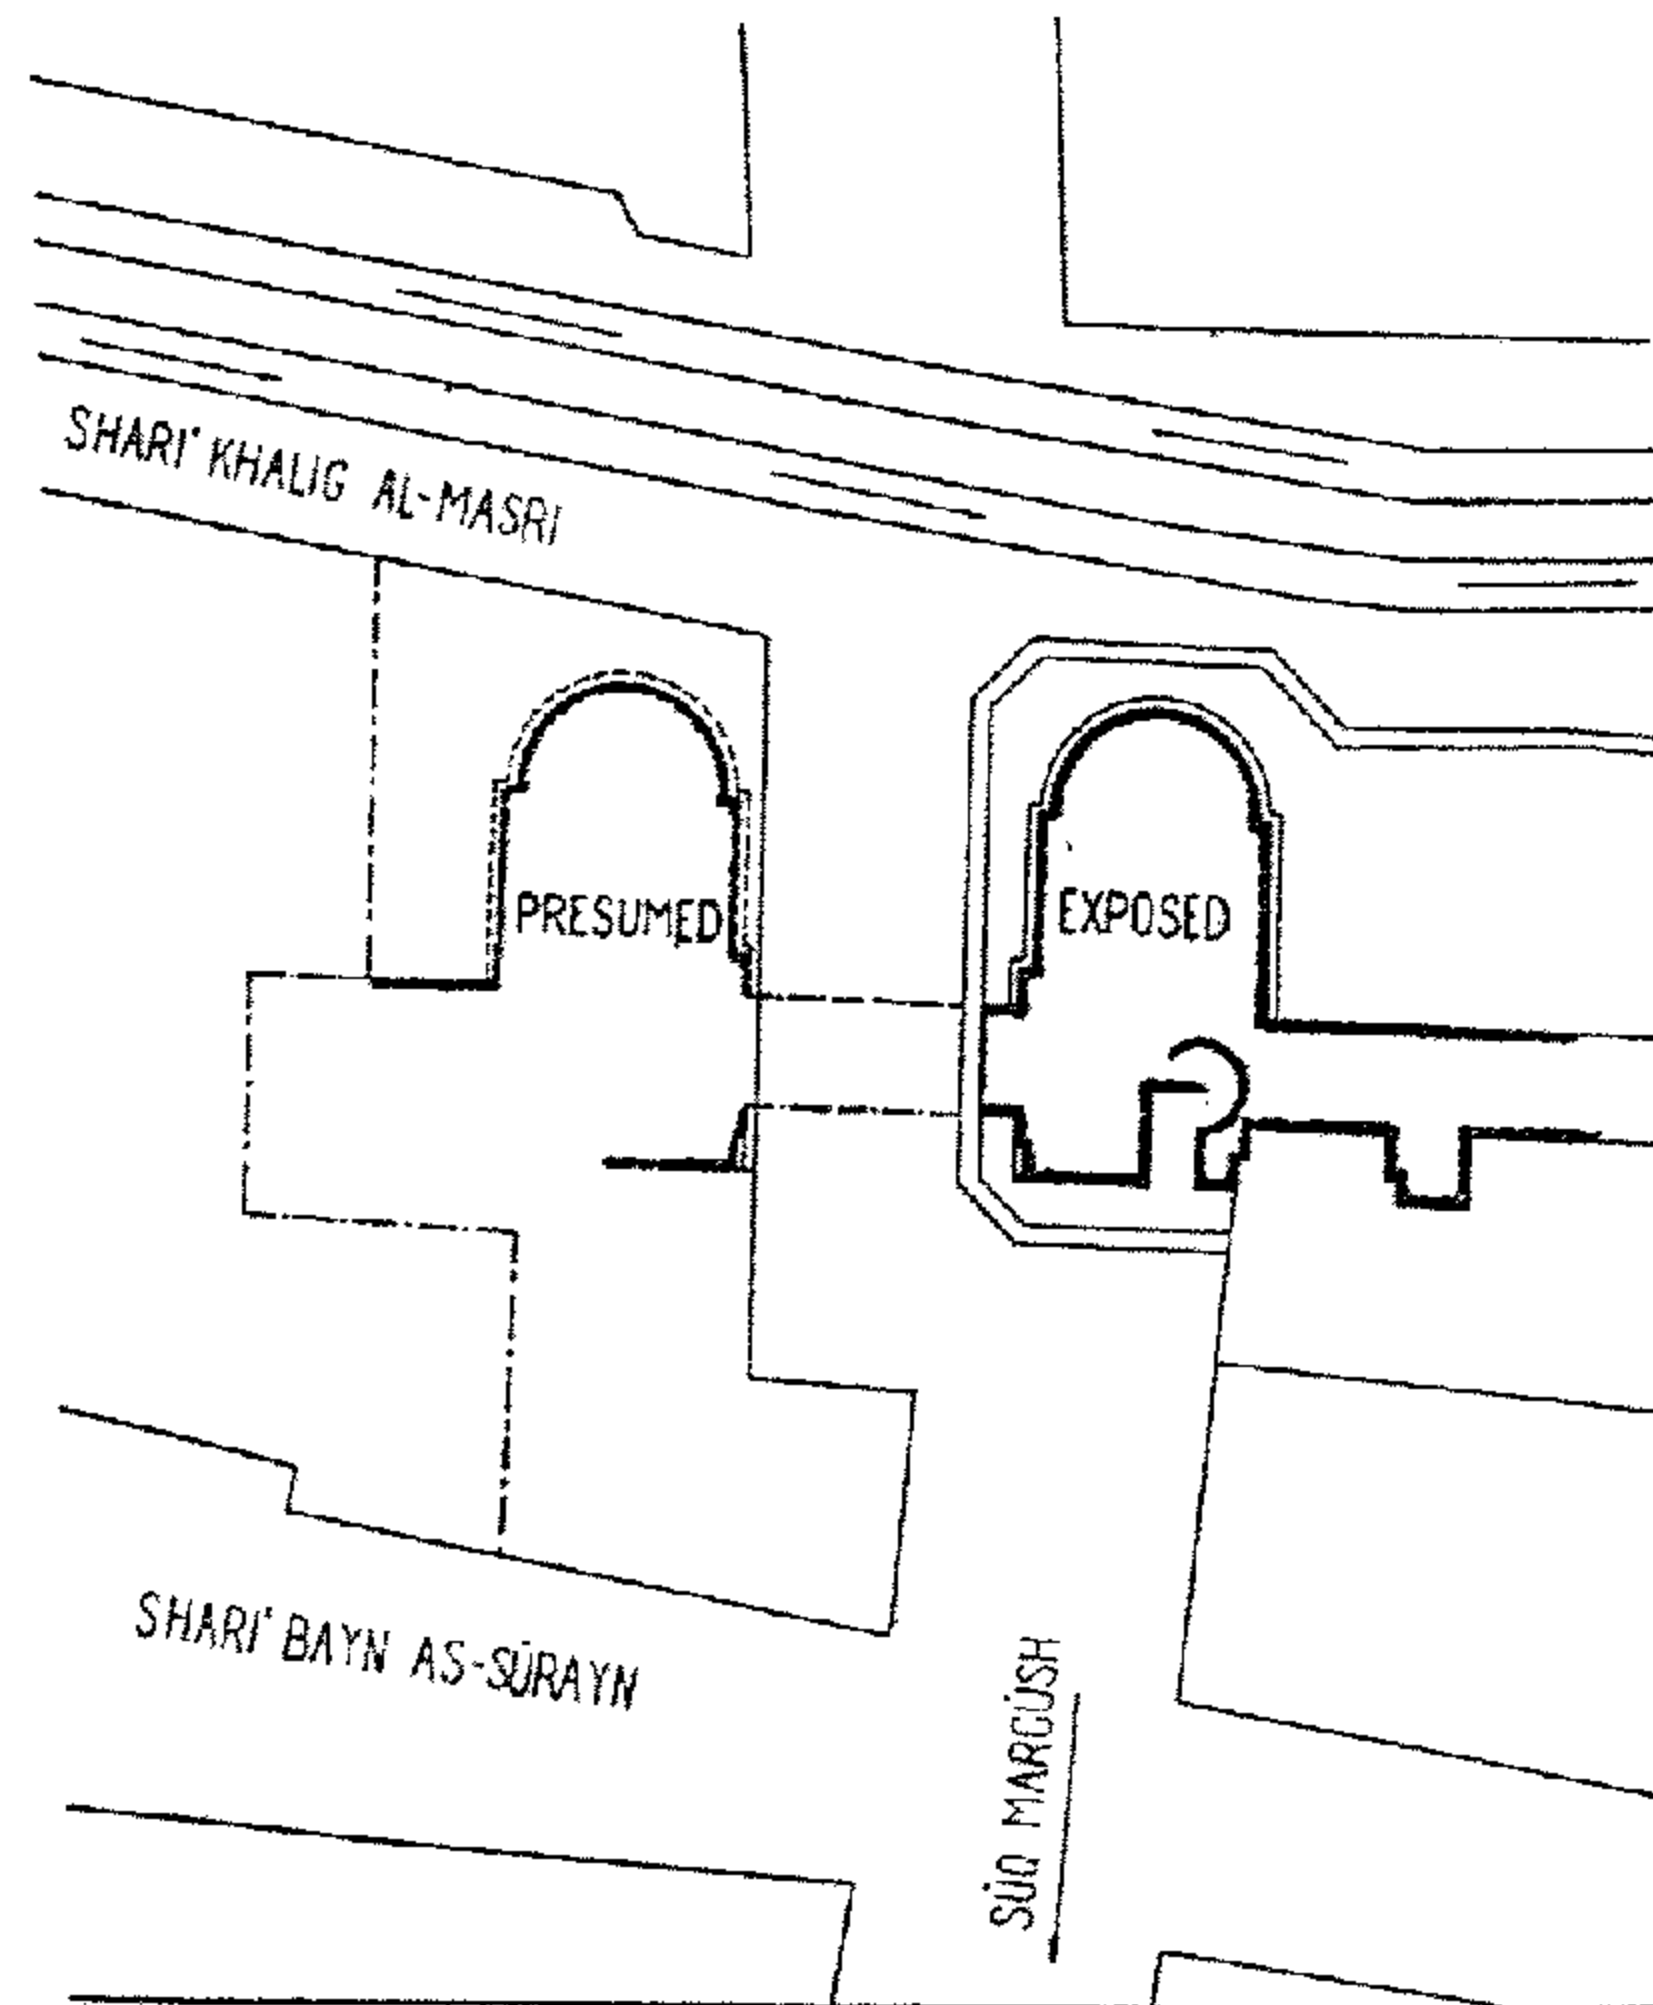 SHARI' KHALIG AL-MASRI
PRESUMED
EXPOSED
SHARI' BAYN AS-SŪRAYN
SŪQ MARGŪSH